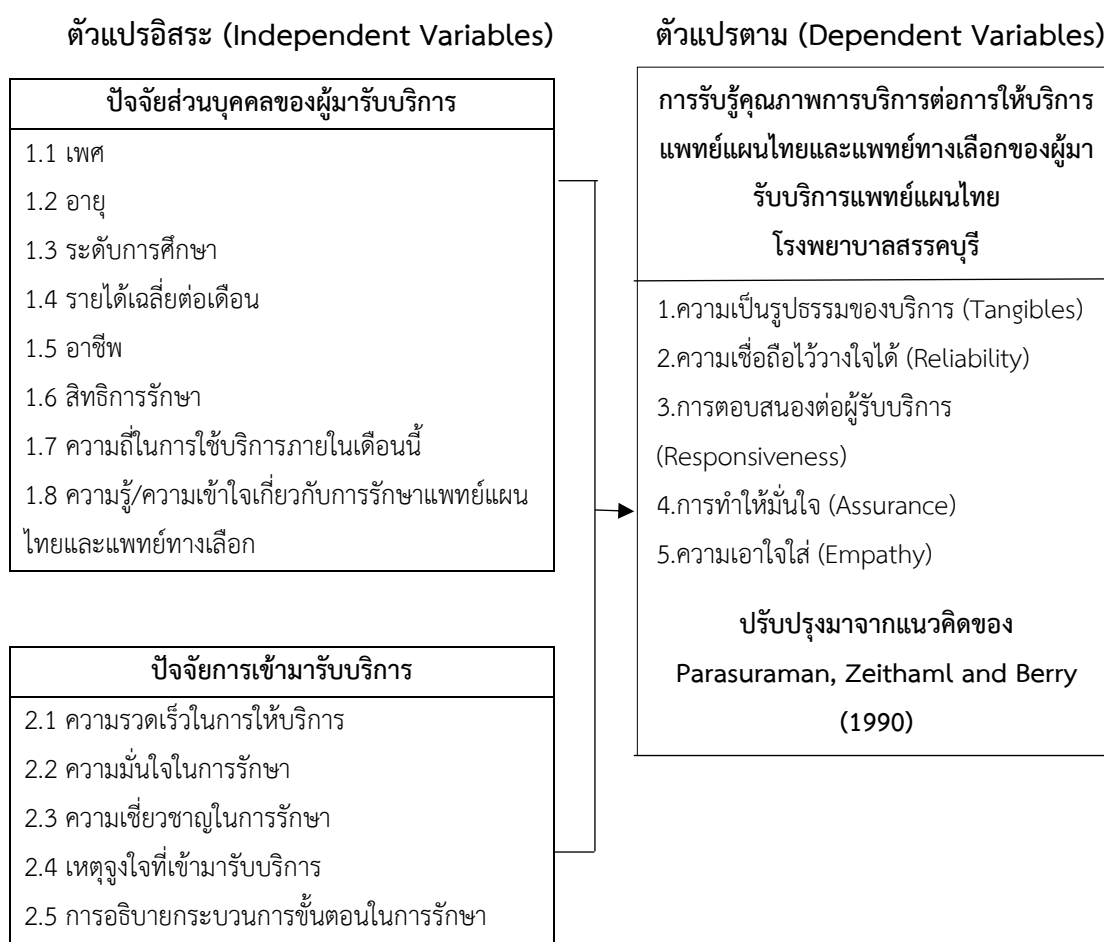 ตัวแปรอิสระ (Independent Variables)
ปัจจัยส่วนบุคคลของผู้มารับบริการ
1.1 เพศ
1.2 อายุ
1.3 ระดับการศึกษา
1.4 รายได้เฉลี่ยต่อเดือน
1.5 อาชีพ
1.6 สิทธิการรักษา
1.7 ความถี่ในการใช้บริการภายในเดือนนี้
1.8 ความรู้/ความเข้าใจเกี่ยวกับการรักษาแพทย์แผน
ไทยและแพทย์ทางเลือก
ปัจจัยการเข้ามารับบริการ
2.1 ความรวดเร็วในการให้บริการ
2.2 ความมั่นใจในการรักษา
2.3 ความเชี่ยวชาญในการรักษา
2.4 เหตุจูงใจที่เข้ามารับบริการ
2.5 การอธิบายกระบวนการขั้นตอนในการรักษา
ตัวแปรตาม (Dependent Variables)
การรับรู้คุณภาพการบริการต่อการให้บริการ
แพทย์แผนไทยและแพทย์ทางเลือกของผู้มา
รับบริการแพทย์แผนไทย
โรงพยาบาลสรรคบุรี
1.ความเป็นรูปธรรมของบริการ (Tangibles)
2.ความเชื่อถือไว้วางใจได้ (Reliability)
3.การตอบสนองต่อผู้รับบริการ
(Responsiveness)
4.การทำให้มั่นใจ (Assurance)
5.ความเอาใจใส่ (Empathy)
ปรับปรุงมาจากแนวคิดของ
Parasuraman, Zeithaml and Berry
(1990)